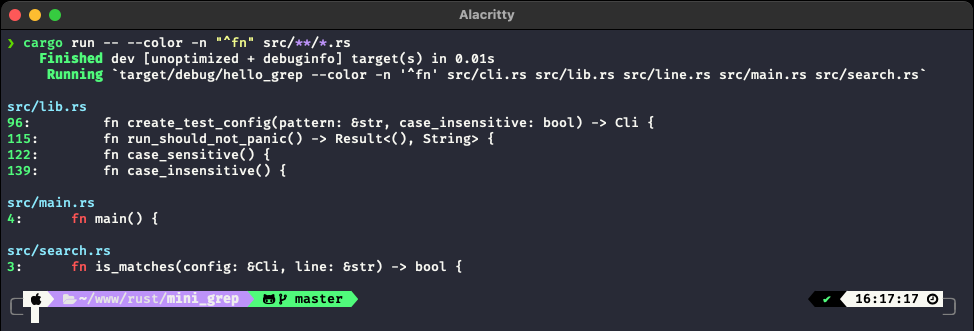 Alacritty
❯ cargo run -- --color -n "^fn" src/**/*.rs
    Finished dev [unoptimized + debuginfo] target(s) in 0.01s
     Running `target/debug/hello_grep --color -n '^fn' src/cli.rs src/lib.rs src/line.rs src/main.rs src/search.rs`
src/lib.rs
96:         fn create_test_config(pattern: &str, case_insensitive: bool) -> Cli {
115:        fn run_should_not_panic() -> Result<(), String> {
122:        fn case_sensitive() {
139:        fn case_insensitive() {
src/main.rs
4:      fn main() {
src/search.rs
3:      fn is_matches(config: &Cli, line: &str) -> bool {
~/www/rust/mini_grep master ✔ 16:17:17